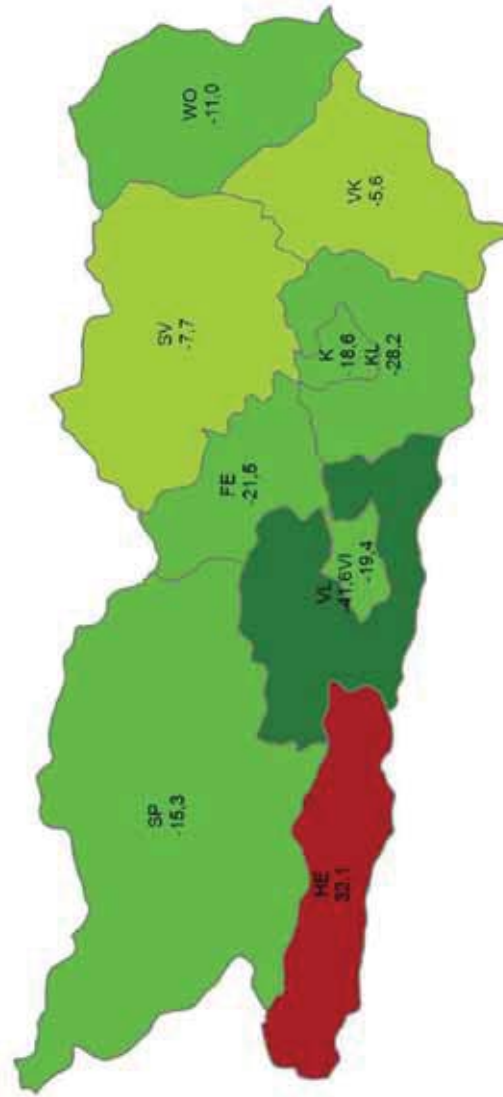 WO
-11,0
VK
-5,6
SV
-7,7
K
-18,6
KL
-28,2
FE
-21,5
VL
-41,6
VI
-19,4
SP
-15,3
HE
32,1